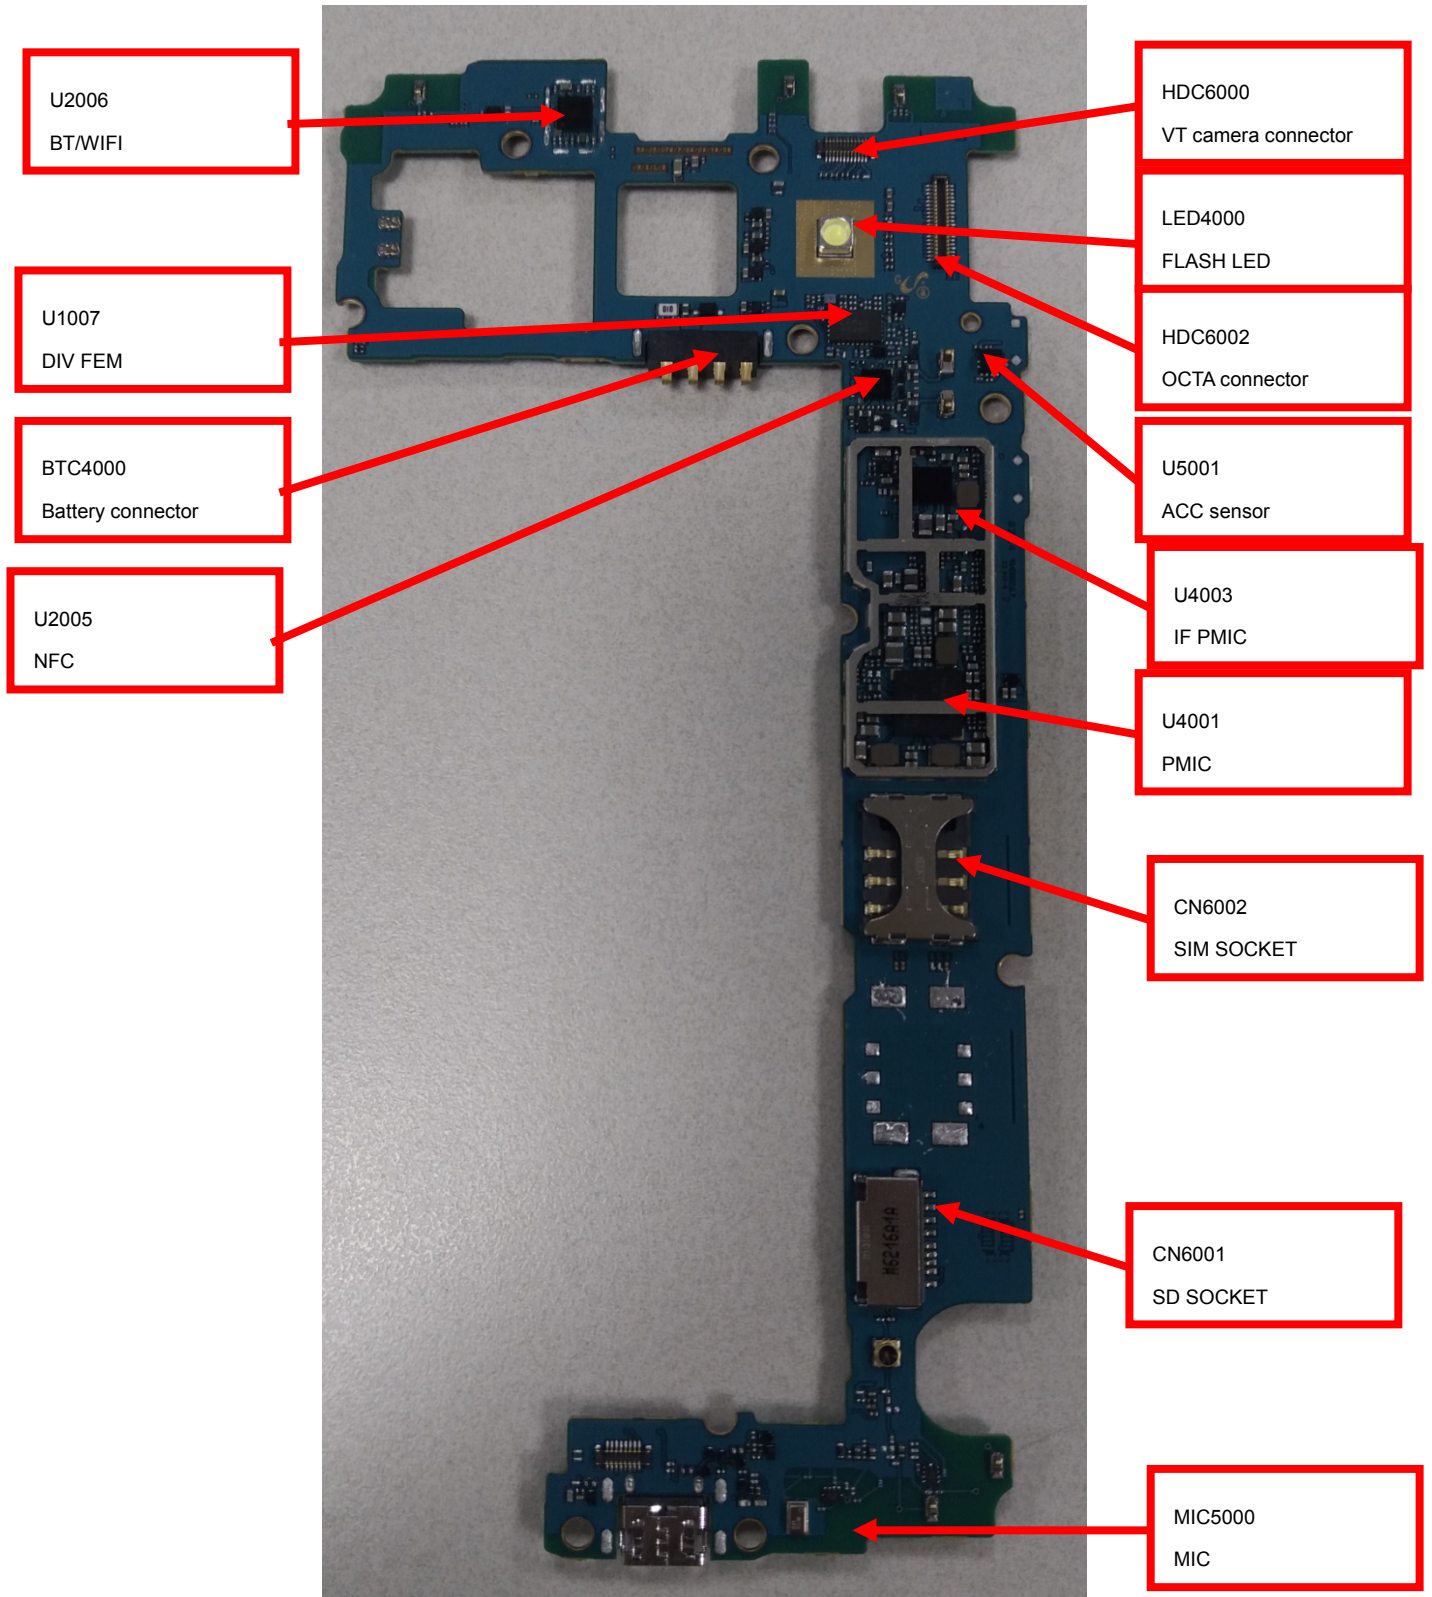 U2006
BT/WIFI
U1007
DIV FEM
BTC4000
Battery connector
U2005
NFC
HDC6000
VT camera connector
LED4000
FLASH LED
HDC6002
OCTA connector
U5001
ACC sensor
U4003
IF PMIC
U4001
PMIC
CN6002
SIM SOCKET
CN6001
SD SOCKET
MIC5000
MIC